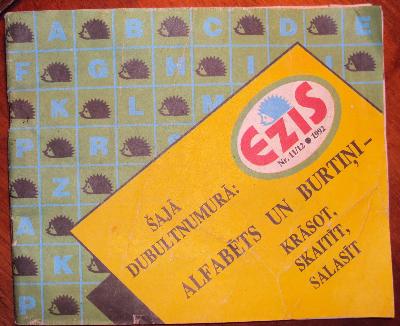 A B C D E
F G H I J
K L M
P R S
Z
A K
P
EZIS
Nr. 11/12 ● 1992
ŠAJĀ
DUBULTNUMURĀ:
ALFABĒTS UN BURTIŅI –
KRĀSOT,
SKAITĪT,
SALASĪT